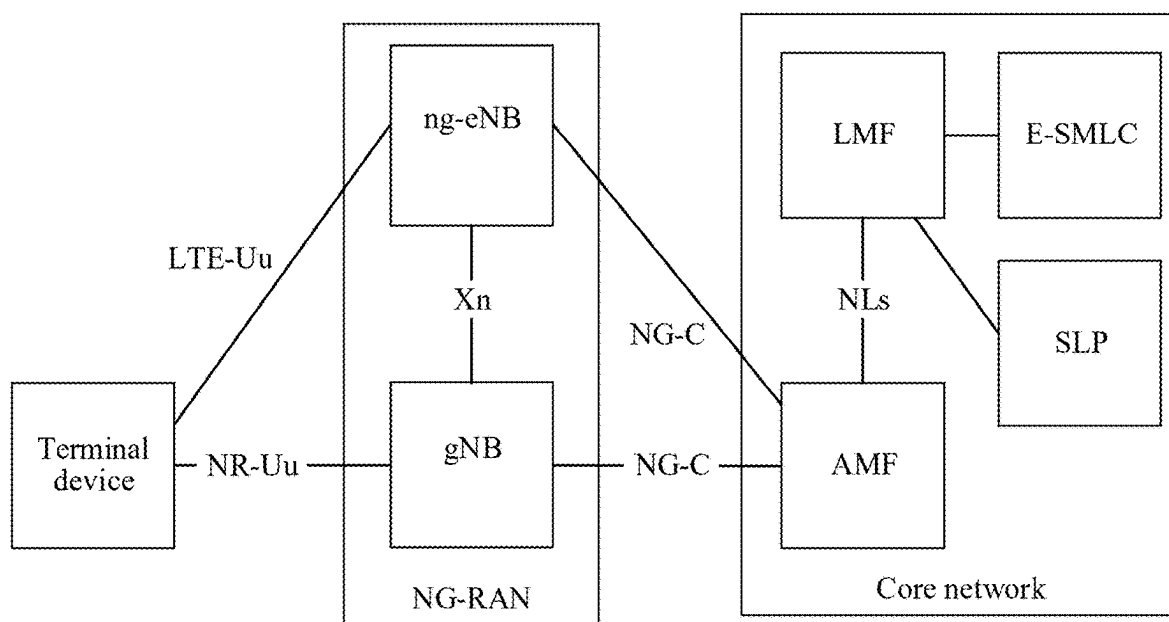 ng-eNB
LMF
E-SMLC
LTE-Uu
Xn
NLs
NG-C
SLP
Terminal
device
NR-Uu
gNB
NG-C
AMF
NG-RAN
Core network